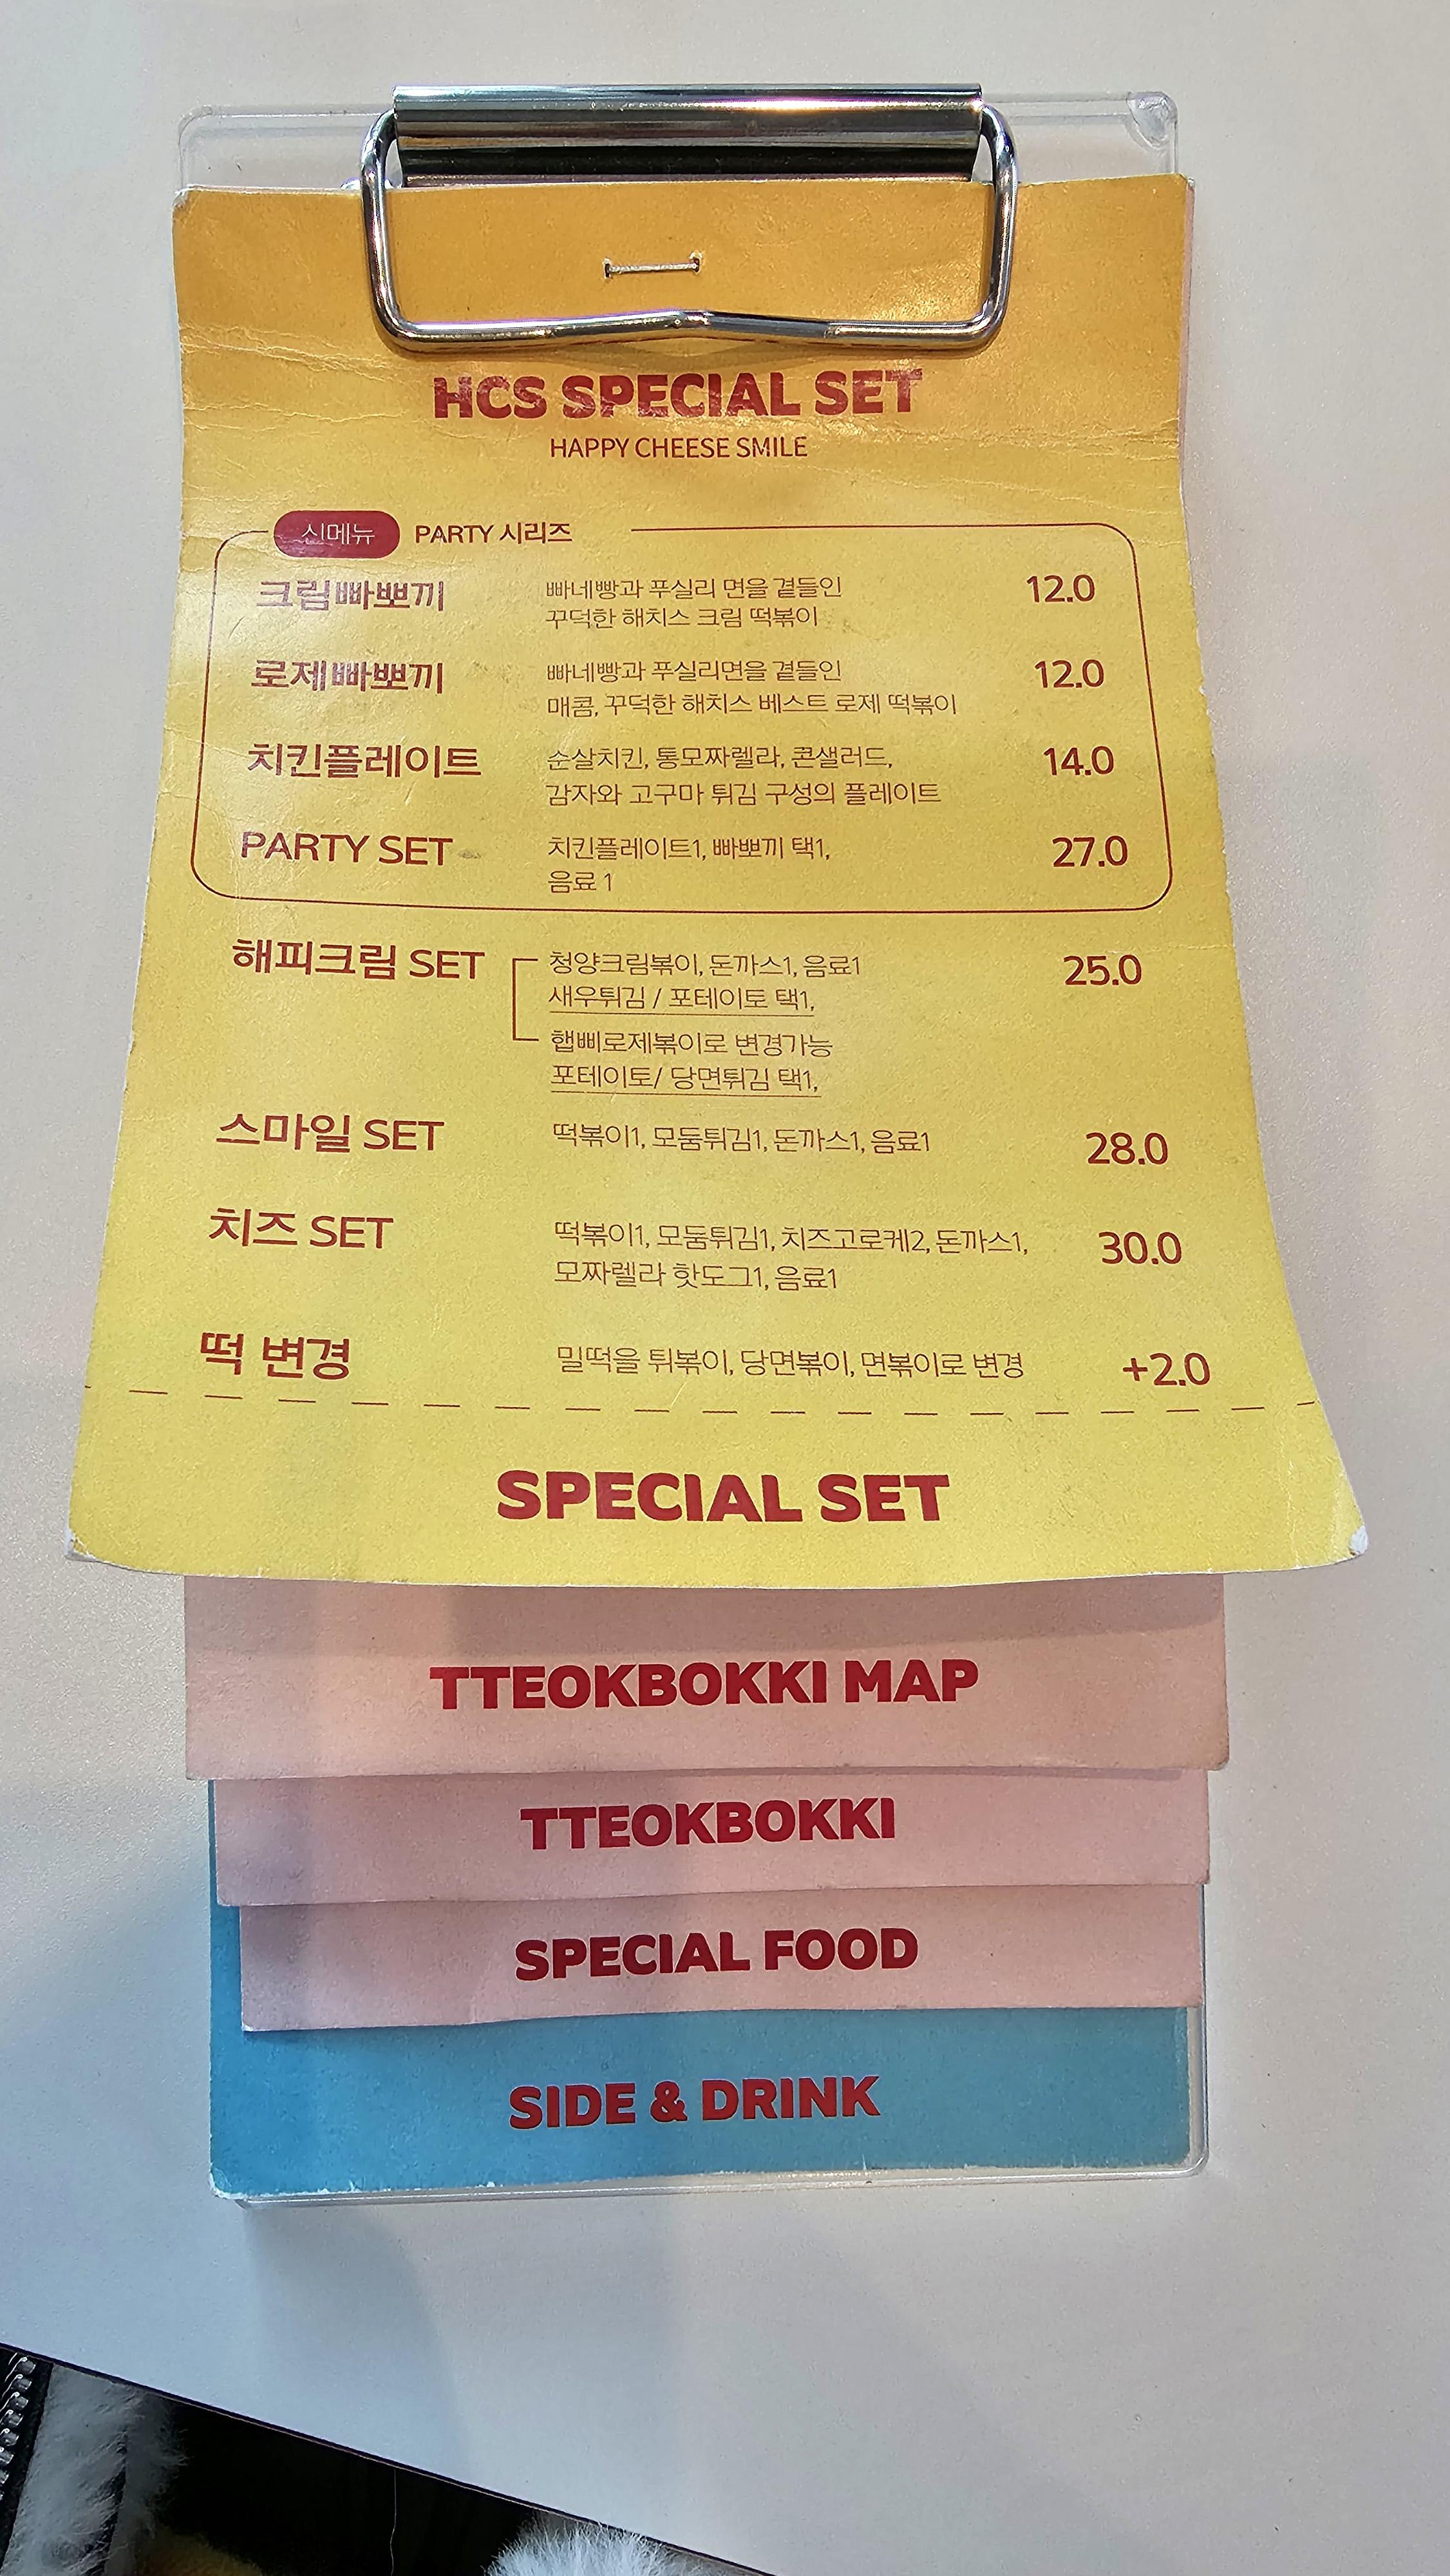 HCS SPECIAL SET
HAPPY CHEESE SMILE
신메뉴 PARTY 시리즈
크림빠뽀끼 빠네빵과 푸실리 면을 곁들인 12.0
꾸덕한 해치스 크림 떡볶이
로제빠뽀끼 빠네빵과 푸실리면을 곁들인 12.0
매콤, 꾸덕한 해치스 베스트 로제 떡볶이
치킨플레이트 순살치킨, 통모짜렐라, 콘샐러드, 14.0
감자와 고구마 튀김 구성의 플레이트
PARTY SET 치킨플레이트1, 빠뽀끼 택1, 27.0
음료 1
해피크림 SET 청양크림볶이, 돈까스1, 음료1 25.0
새우튀김 / 포테이토 택1,
햅삐로제볶이로 변경가능
포테이토/ 당면튀김 택1,
스마일 SET 떡볶이1, 모둠튀김1, 돈까스1, 음료1 28.0
치즈 SET 떡볶이1, 모둠튀김1, 치즈고로케2, 돈까스1, 30.0
모짜렐라 핫도그1, 음료1
떡 변경 밀떡을 튀볶이, 당면볶이, 면볶이로 변경 +2.0
SPECIAL SET
TTEOKBOKKI MAP
TTEOKBOKKI
SPECIAL FOOD
SIDE & DRINK